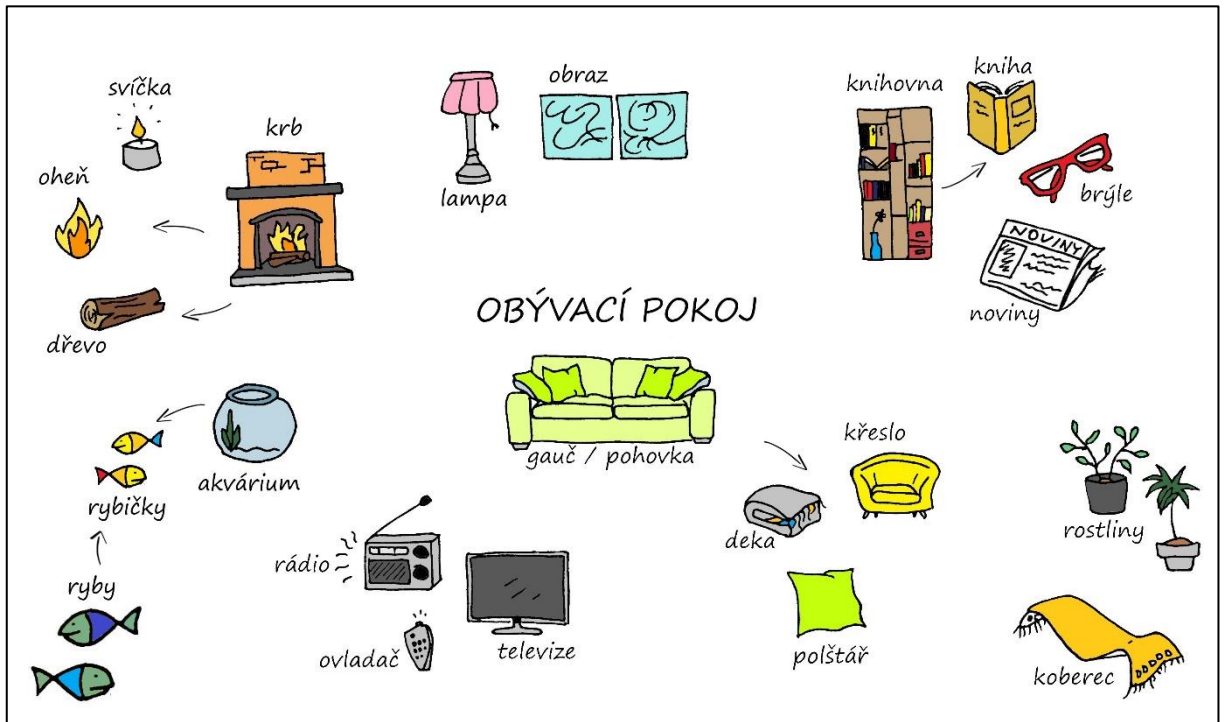 svíčka
krb
oheň
dřevo
obraz
lampa
knihovna
kniha
brýle
NOVINY
noviny
OBÝVACÍ POKOJ
gauč / pohovka
akvárium
rybičky
ryby
rádio
ovladač
televize
křeslo
deka
polštář
rostliny
koberec